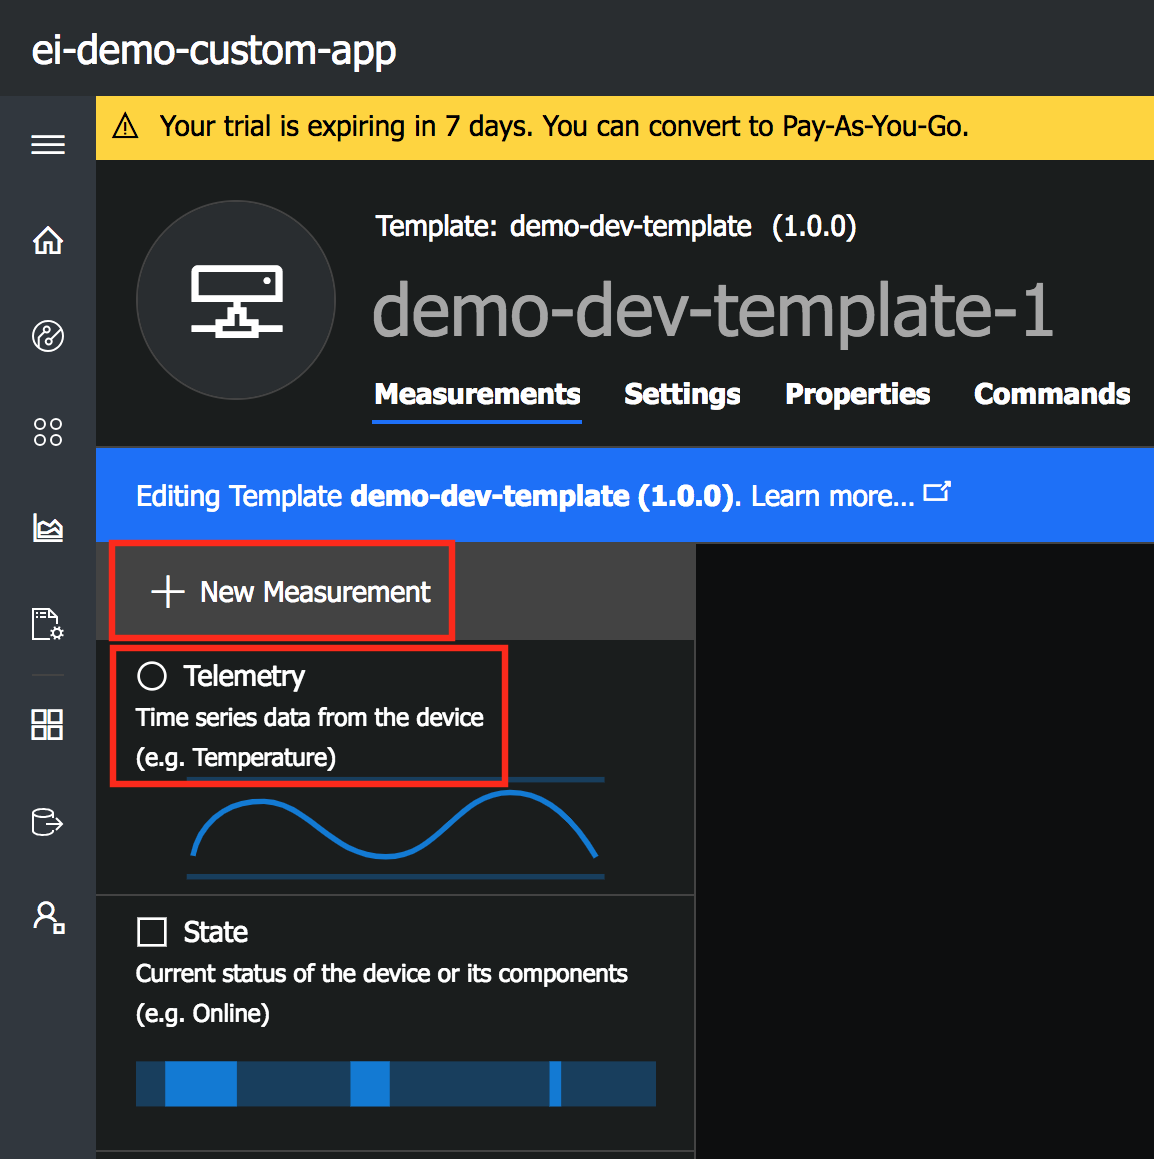 ei-demo-custom-app
Your trial is expiring in 7 days. You can convert to Pay-As-You-Go.
Template: demo-dev-template (1.0.0)
demo-dev-template-1
Measurements Settings Properties Commands
Editing Template demo-dev-template (1.0.0). Learn more...
New Measurement
Telemetry
Time series data from the device
(e.g. Temperature)
State
Current status of the device or its components
(e.g. Online)